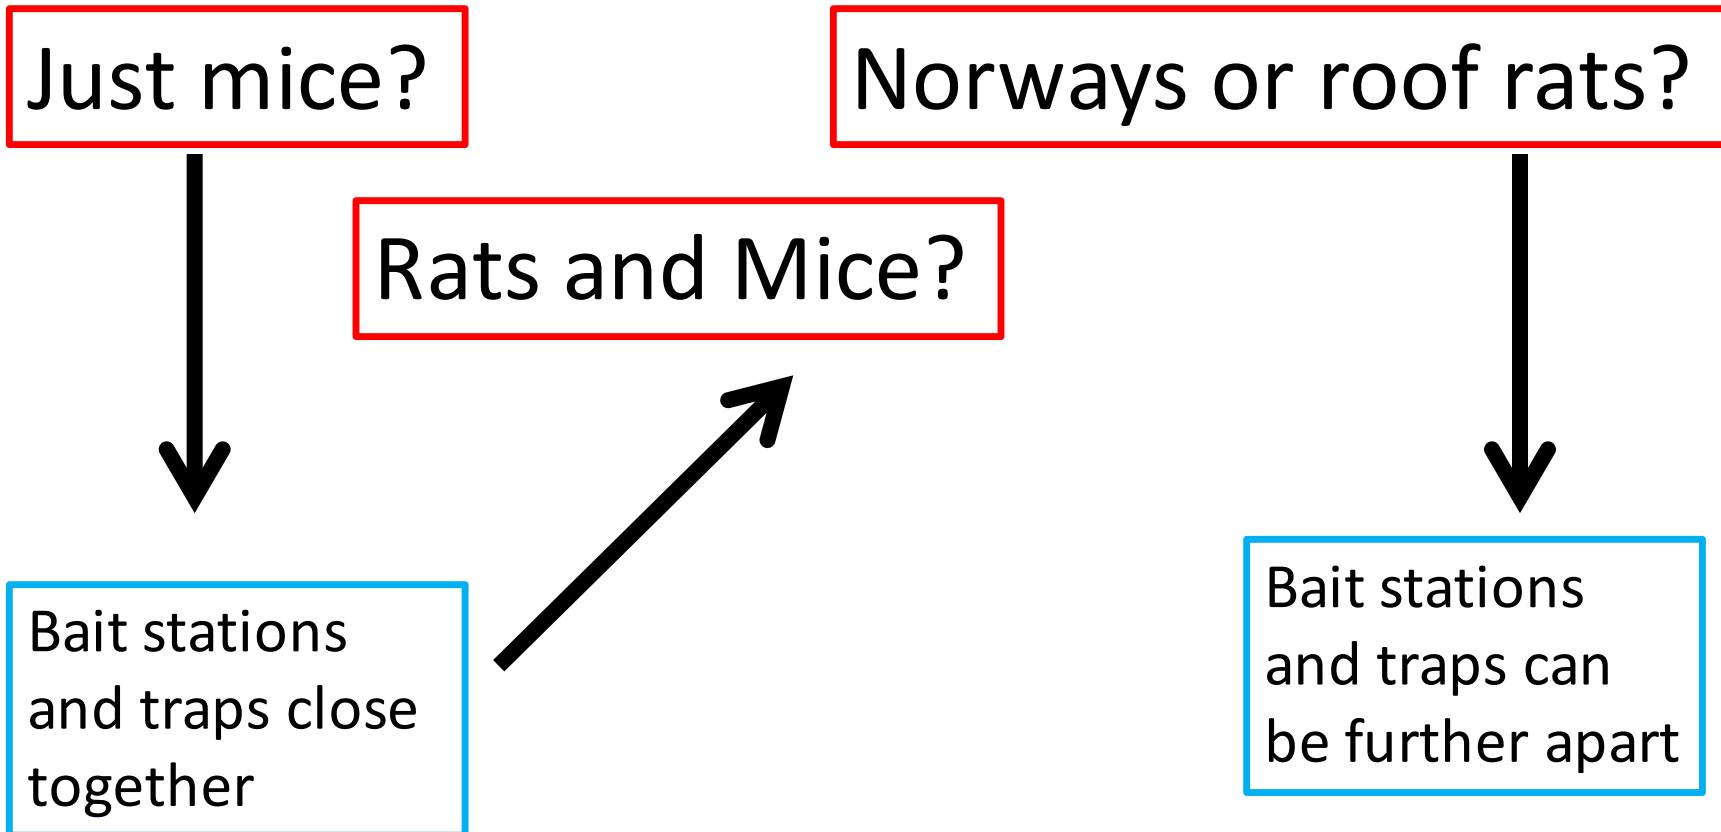 Just mice?
Norways or roof rats?
Rats and Mice?
Bait stations
and traps close
together
Bait stations
and traps can
be further apart